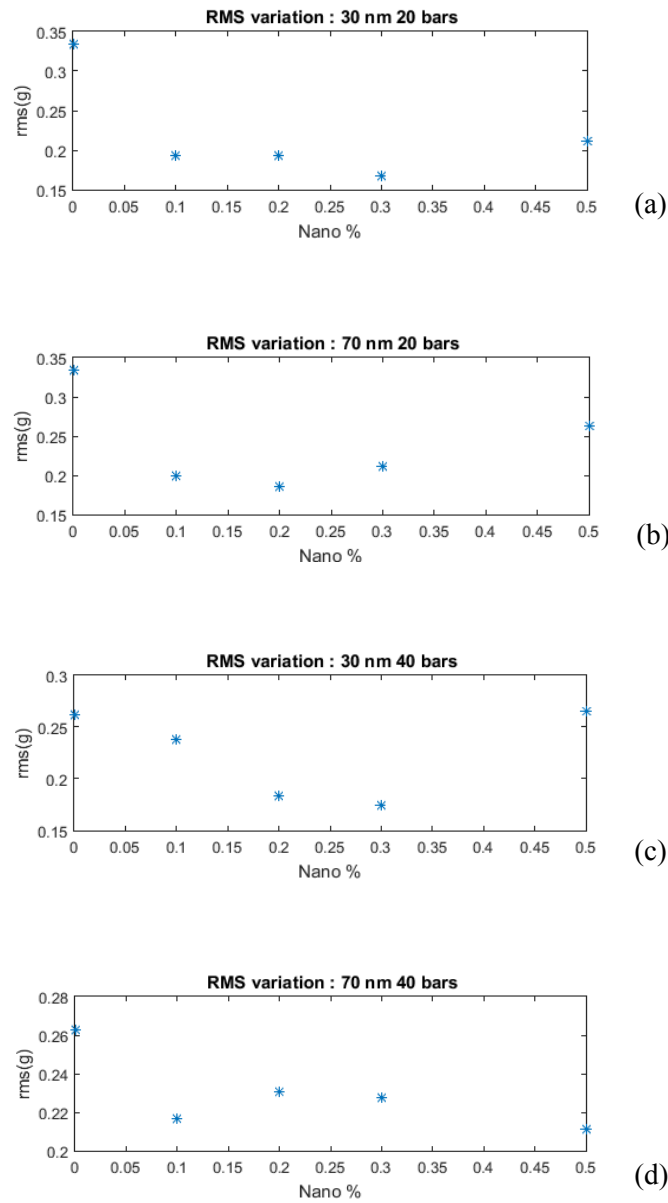 RMS variation : 30 nm 20 bars
0.35
0.3
0.25
0.2
0.15
rms(g)
0 0.05 0.1 0.15 0.2 0.25 0.3 0.35 0.4 0.45 0.5
Nano %
(a)
RMS variation : 70 nm 20 bars
0.35
0.3
0.25
0.2
0.15
rms(g)
0 0.05 0.1 0.15 0.2 0.25 0.3 0.35 0.4 0.45 0.5
Nano %
(b)
RMS variation : 30 nm 40 bars
0.3
0.25
0.2
0.15
rms(g)
0 0.05 0.1 0.15 0.2 0.25 0.3 0.35 0.4 0.45 0.5
Nano %
(c)
RMS variation : 70 nm 40 bars
0.28
0.26
0.24
0.22
0.2
rms(g)
0 0.05 0.1 0.15 0.2 0.25 0.3 0.35 0.4 0.45 0.5
Nano %
(d)